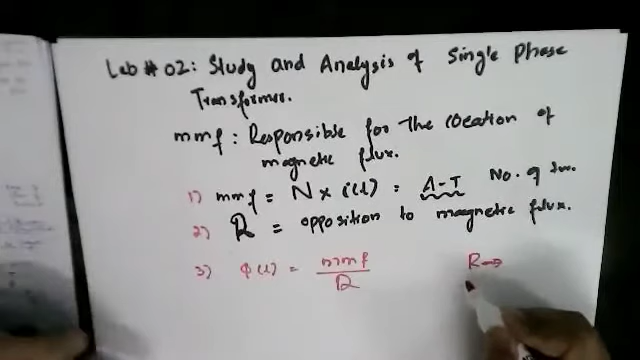 Lab # 02: Study and Analysis of Single Phase
Transformer.
mmf: Responsible for the creation of
magnetic flux.
1) mmf = N × i(t) = A-T No. of
2) R = opposition to magnetic flux.
3) φ(t) = mmf / R
R →